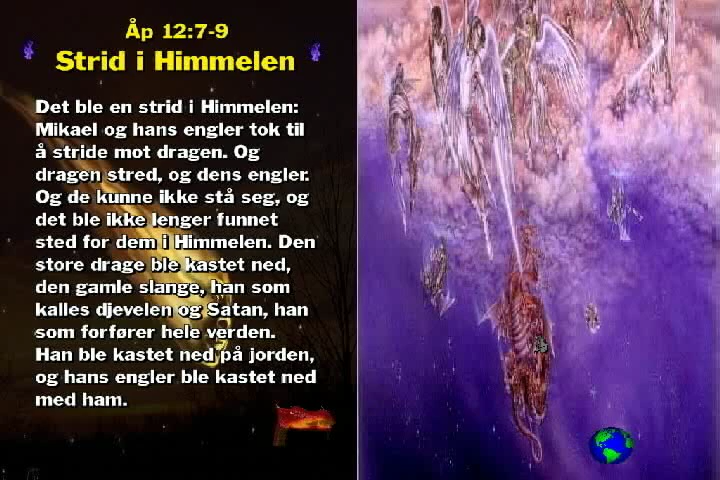 Åp 12:7-9
Strid i Himmelen
Det ble en strid i Himmelen:
Mikael og hans engler tok til
å stride mot dragen. Og
dragen stred, og dens engler.
Og de kunne ikke stå seg, og
det ble ikke lenger funnet
sted for dem i Himmelen. Den
store drage ble kastet ned,
den gamle slange, han som
kalles djevelen og Satan, han
som forfører hele verden.
Han ble kastet ned på jorden,
og hans engler ble kastet ned
med ham.